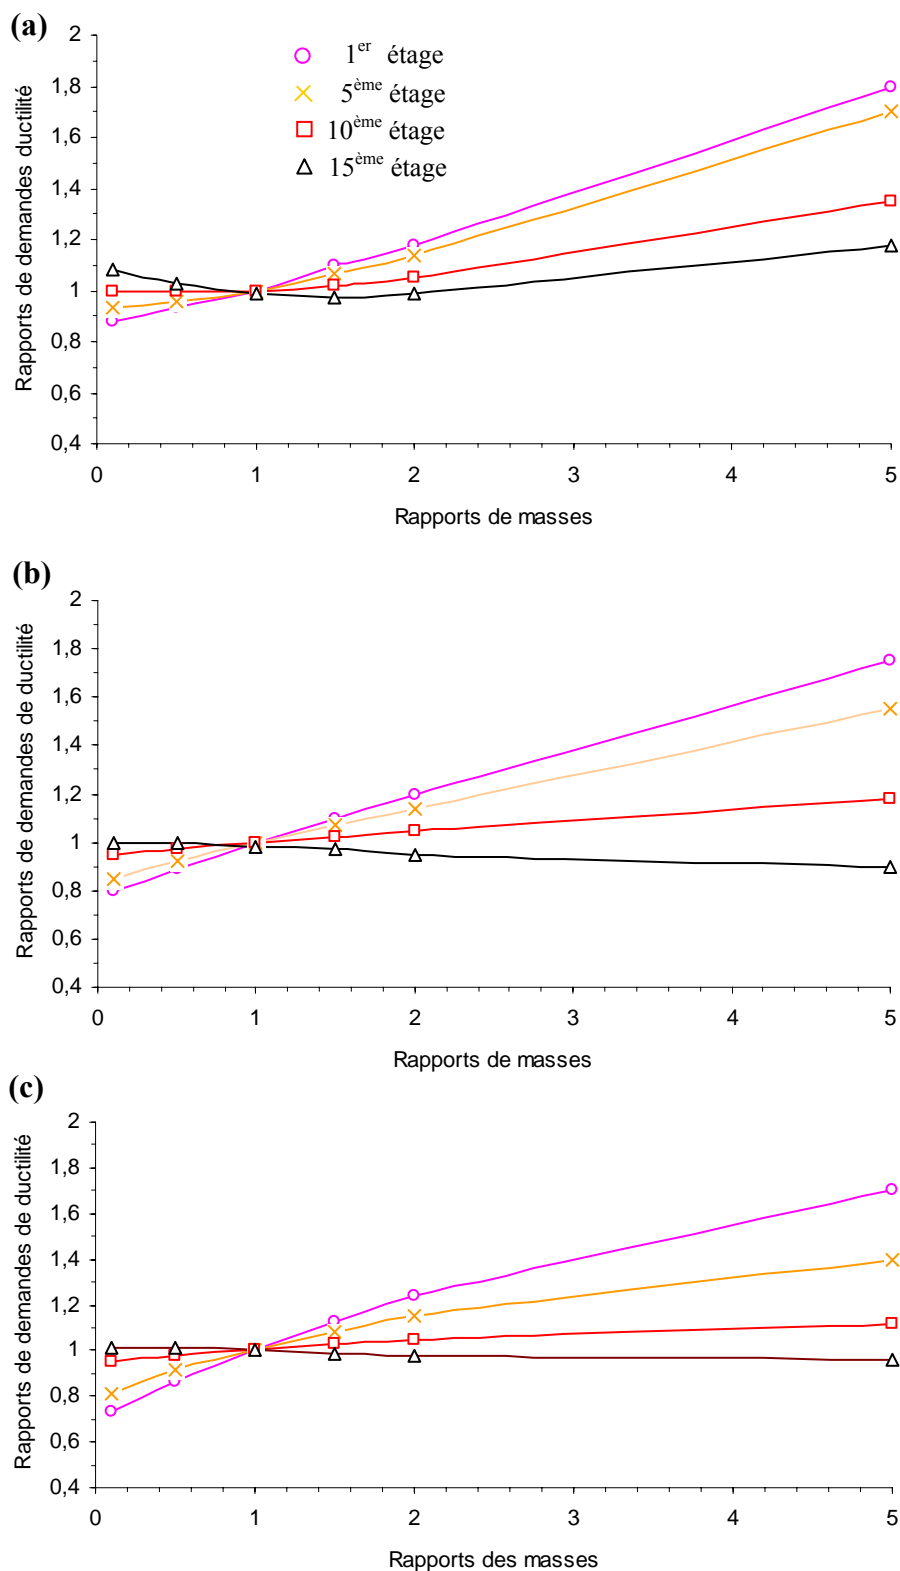 (a)
2
1,8
1,6
1,4
1,2
1
0,8
0,6
0,4
Rapports de demandes ductilité
1er étage
5ème étage
10ème étage
15ème étage
0 1 2 3 4 5
Rapports de masses
(b)
2
1,8
1,6
1,4
1,2
1
0,8
0,6
0,4
Rapports de demandes de ductilité
0 1 2 3 4 5
Rapports de masses
(c)
2
1,8
1,6
1,4
1,2
1
0,8
0,6
0,4
Rapports de demandes de ductilité
0 1 2 3 4 5
Rapports des masses